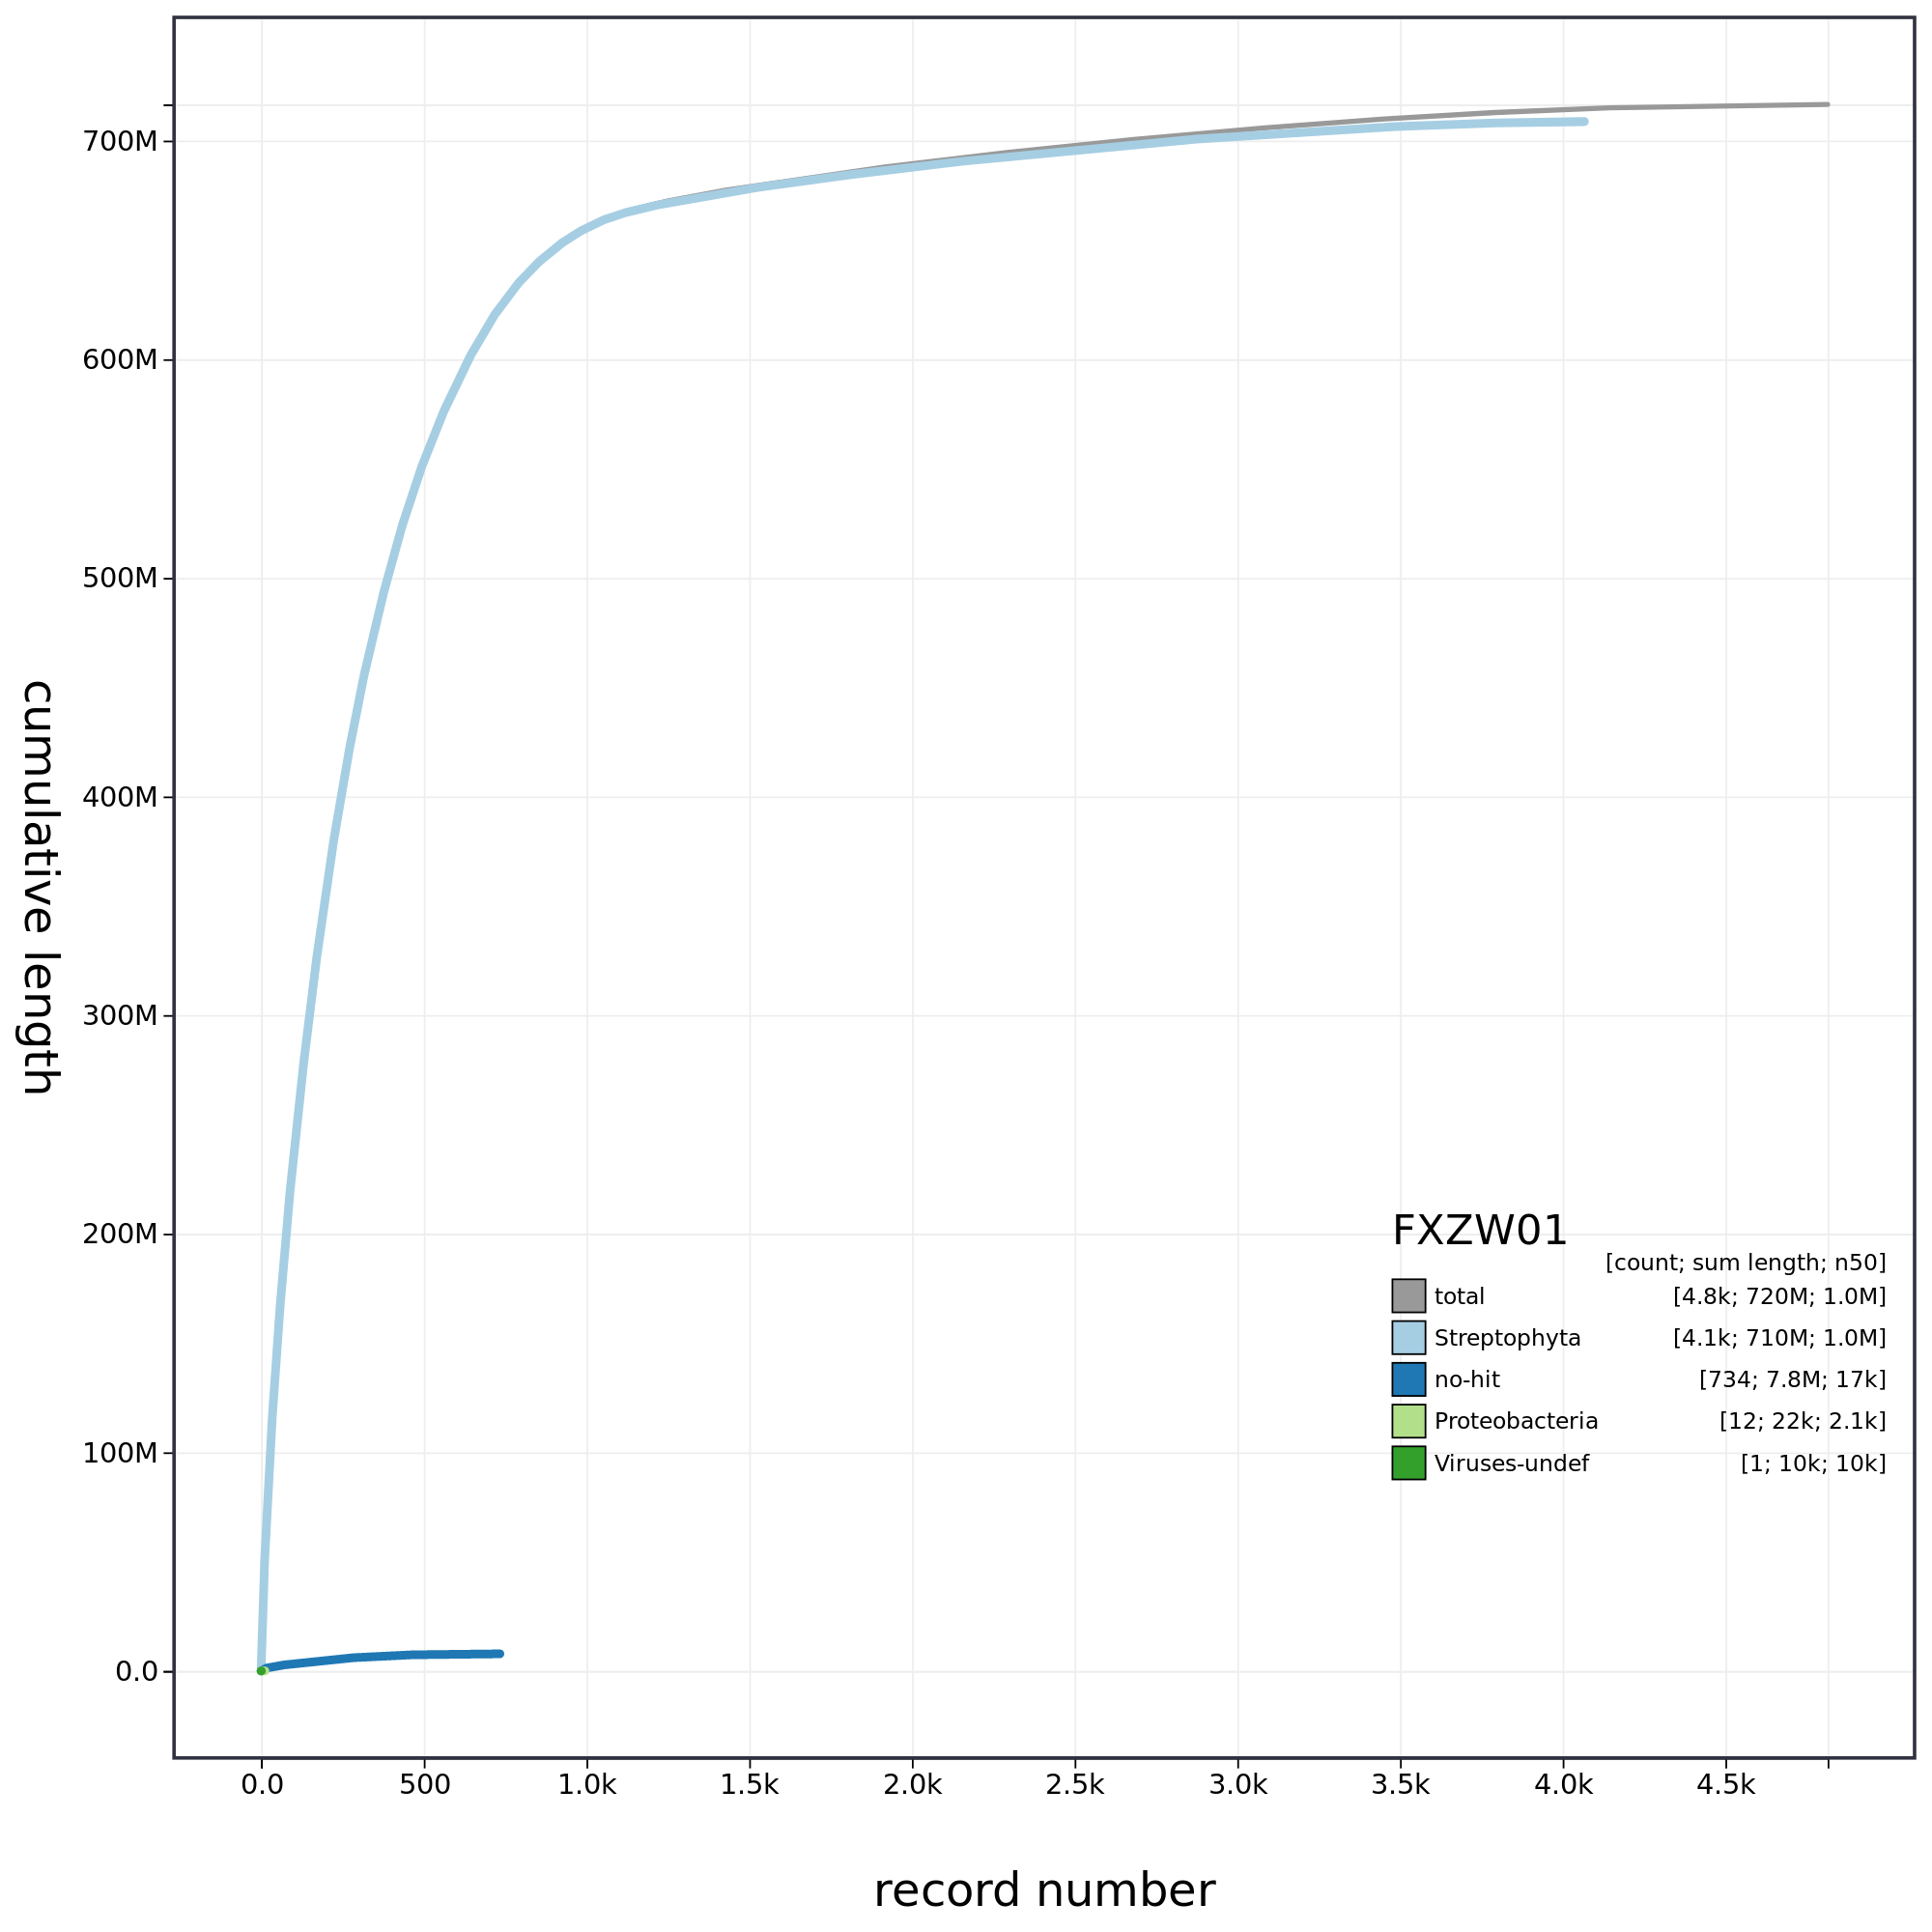 cumulative length
700M
600M
500M
400M
300M
200M
100M
0.0
0.0 500 1.0k 1.5k 2.0k 2.5k 3.0k 3.5k 4.0k 4.5k
record number
FXZW01
[count; sum length; n50]
total [4.8k; 720M; 1.0M]
Streptophyta [4.1k; 710M; 1.0M]
no-hit [734; 7.8M; 17k]
Proteobacteria [12; 22k; 2.1k]
Viruses-undef [1; 10k; 10k]